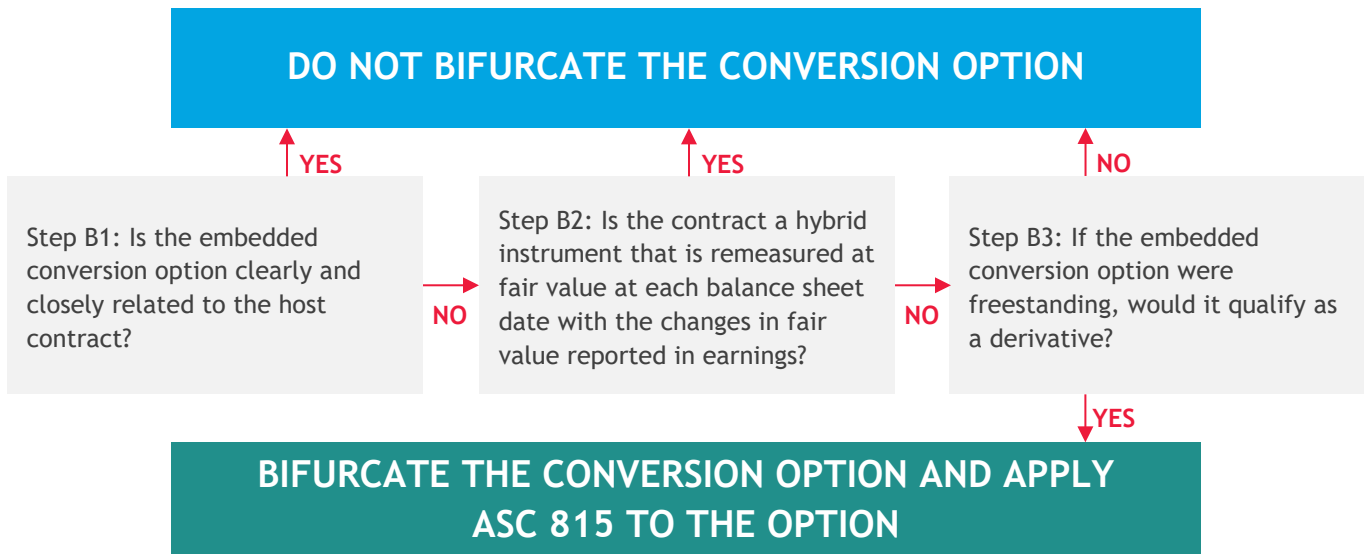 DO NOT BIFURCATE THE CONVERSION OPTION
YES
YES
NO
Step B1: Is the embedded
conversion option clearly and
closely related to the host
contract?
NO
Step B2: Is the contract a hybrid
instrument that is remeasured at
fair value at each balance sheet
date with the changes in fair
value reported in earnings?
NO
Step B3: If the embedded
conversion option were
freestanding, would it qualify as
a derivative?
YES
BIFURCATE THE CONVERSION OPTION AND APPLY
ASC 815 TO THE OPTION